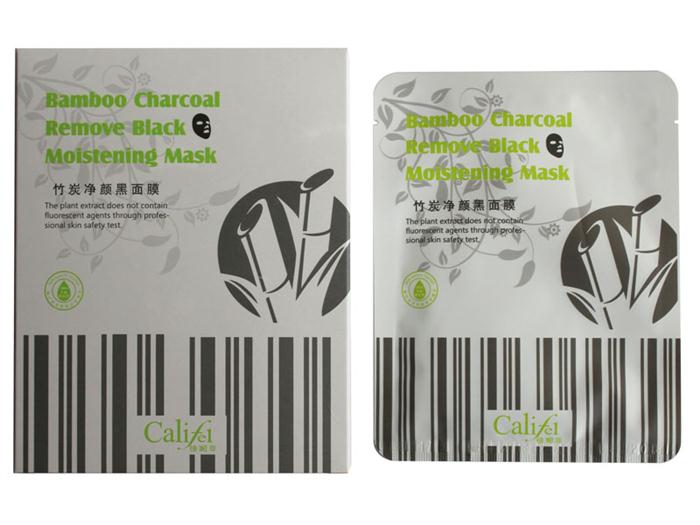 Bamboo Charcoal
Remove Black
Moistening Mask
竹炭净颜黑面膜
The plant extract does not contain
fluorescent agents through profes-
sional skin safety test.
Califei
Bamboo Charcoal
Remove Black
Moistening Mask
竹炭净颜黑面膜
The plant extract does not contain
fluorescent agents through profes-
sional skin safety test.
Califei